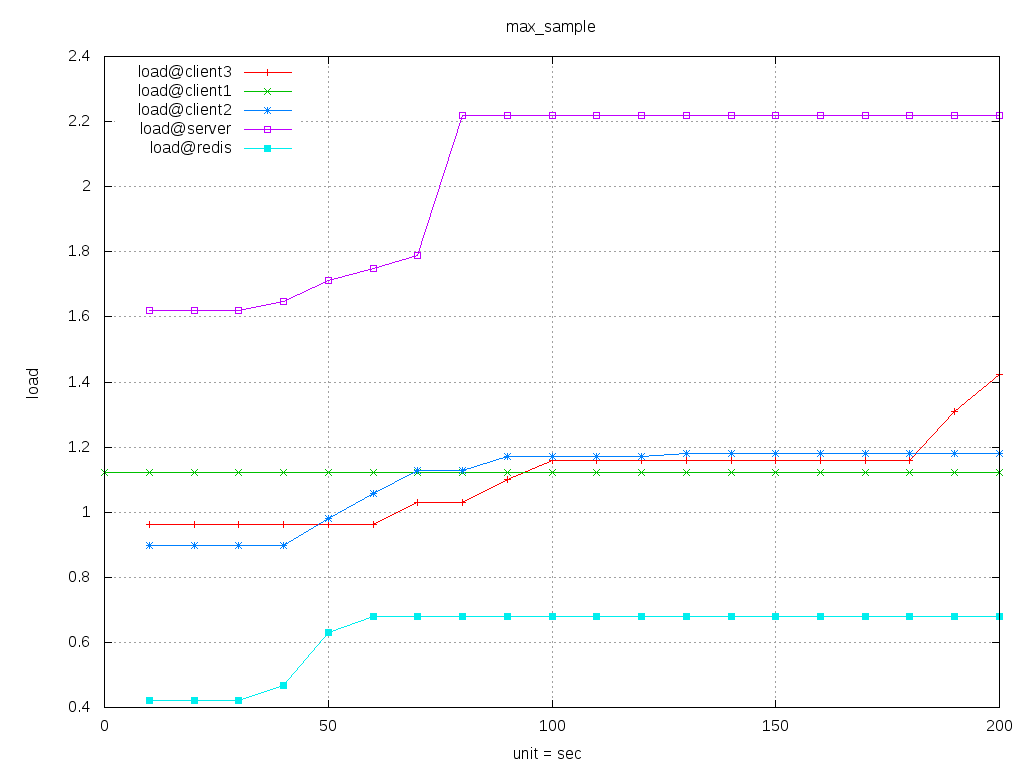 max_sample
2.4
2.2
2
1.8
1.6
1.4
1.2
1
0.8
0.6
0.4
load
load@client3
load@client1
load@client2
load@server
load@redis
0 50 100 150 200
unit = sec